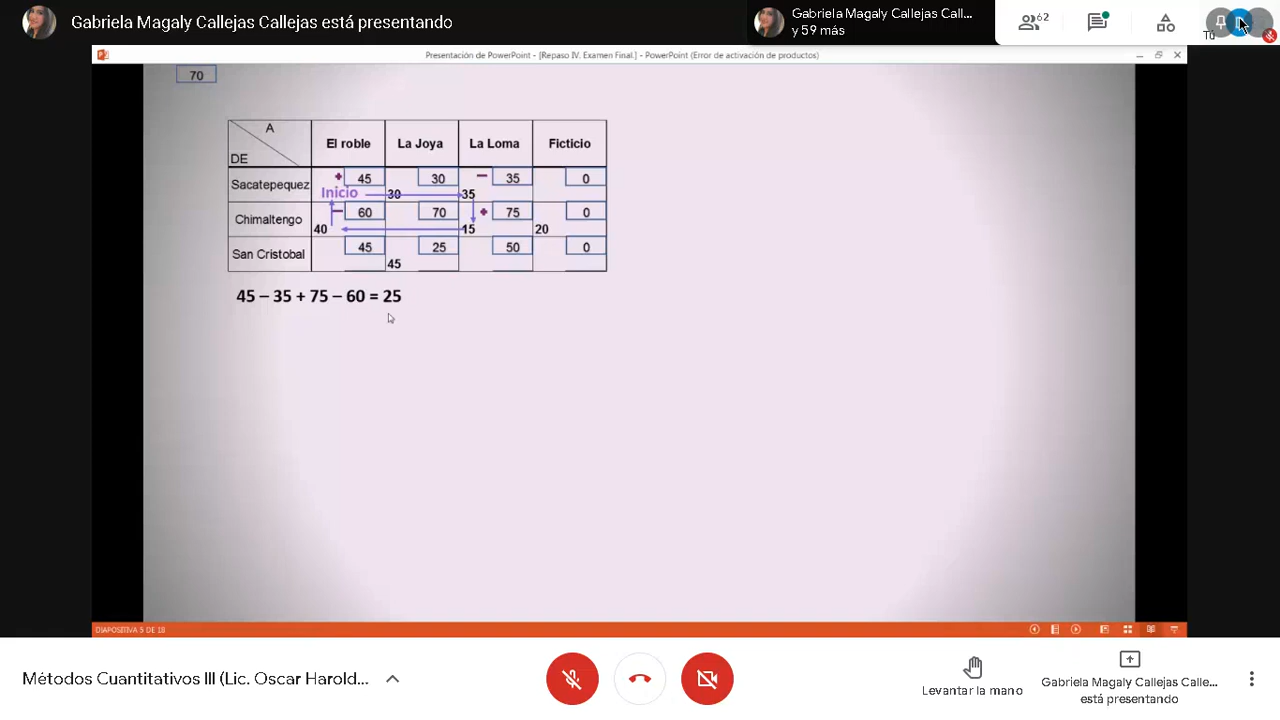 Gabriela Magaly Callejas Callejas está presentando
Gabriela Magaly Callejas Call...
y 59 más
62
Tú
Presentación de PowerPoint - [Repaso IV. Examen Final.] - PowerPoint (Error de activación de productos)
70
A
DE
El roble La Joya La Loma Ficticio
Sacatepequez + 45 30 − 35 0
Inicio 30 35
Chimaltengo − 60 70 + 75 0
40 15 20
San Cristobal 45 25 50 0
45
45 – 35 + 75 – 60 = 25
DIAPOSITIVA 5 DE 18
Métodos Cuantitativos III (Lic. Oscar Harold...
Levantar la mano
Gabriela Magaly Callejas Calle...
está presentando